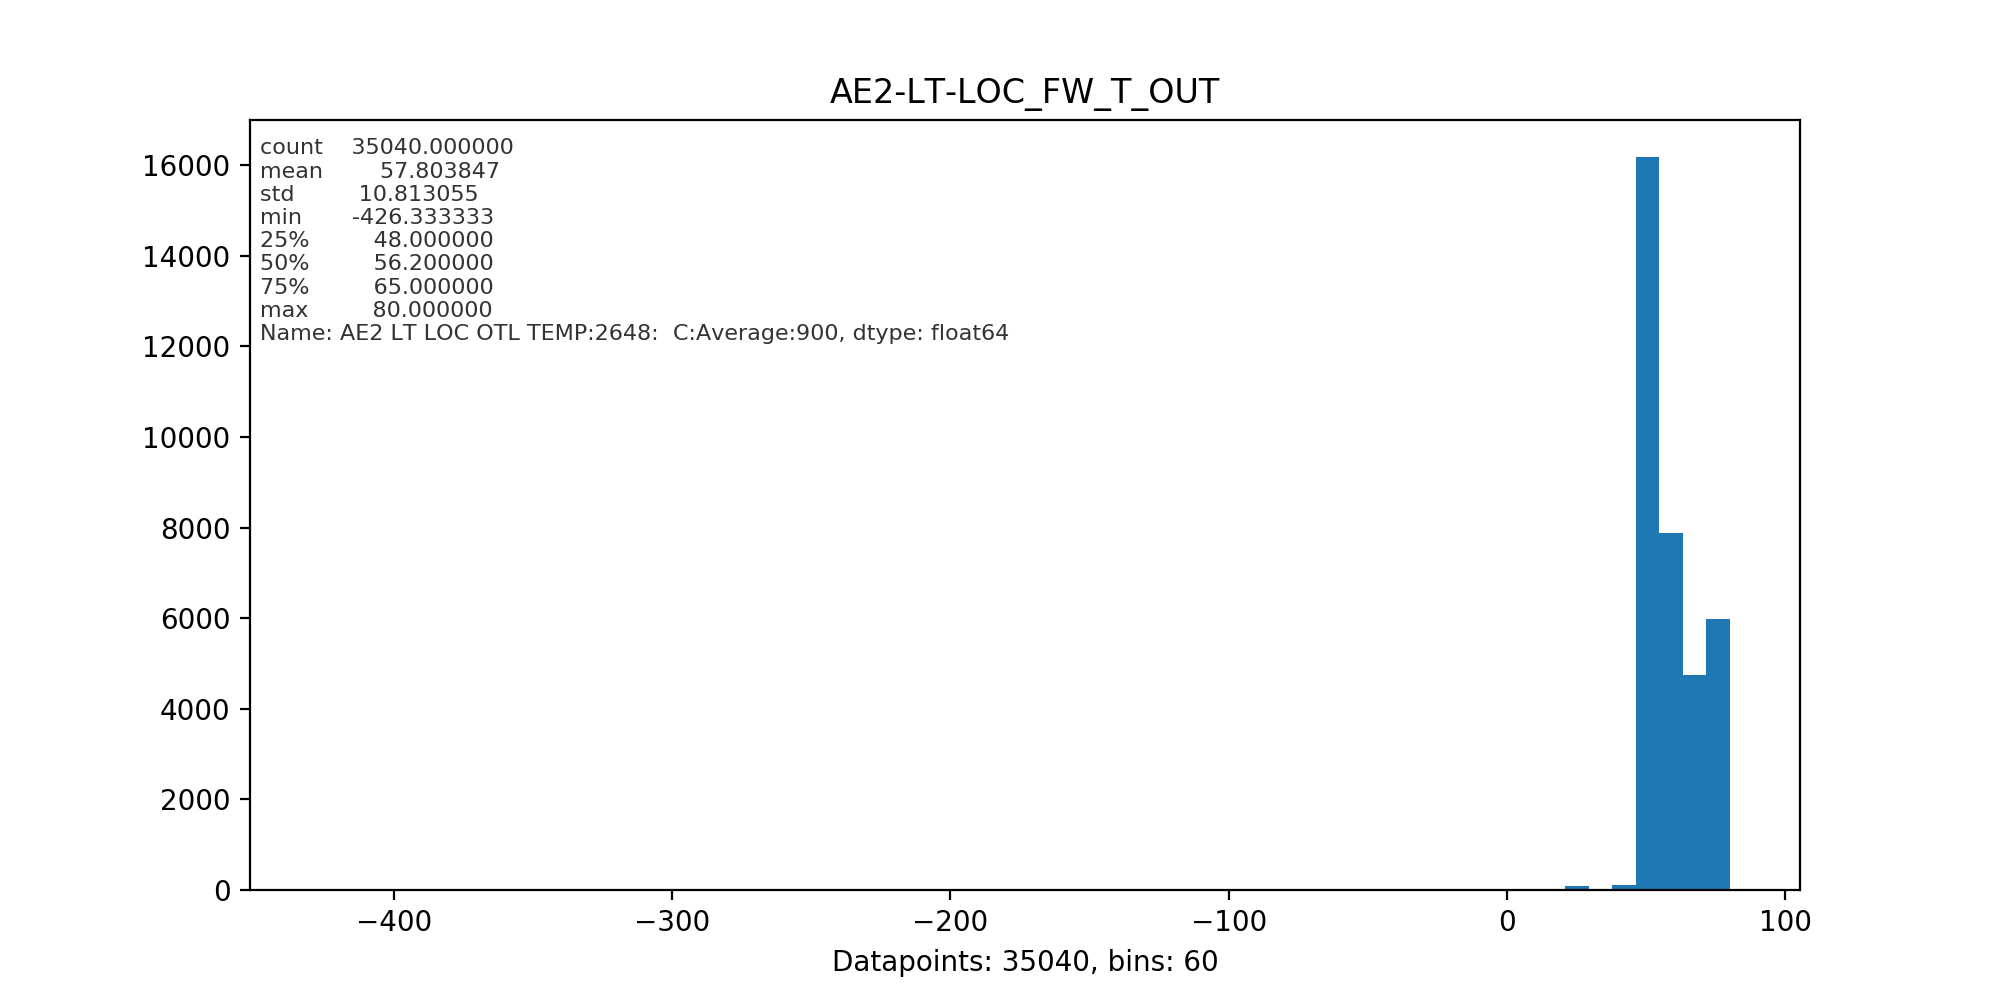 AE2-LT-LOC_FW_T_OUT
count 35040.000000
mean 57.803847
std 10.813055
min -426.333333
25% 48.000000
50% 56.200000
75% 65.000000
max 80.000000
Name: AE2 LT LOC OTL TEMP:2648: C:Average:900, dtype: float64
16000
14000
12000
10000
8000
6000
4000
2000
0
−400 −300 −200 −100 0 100
Datapoints: 35040, bins: 60